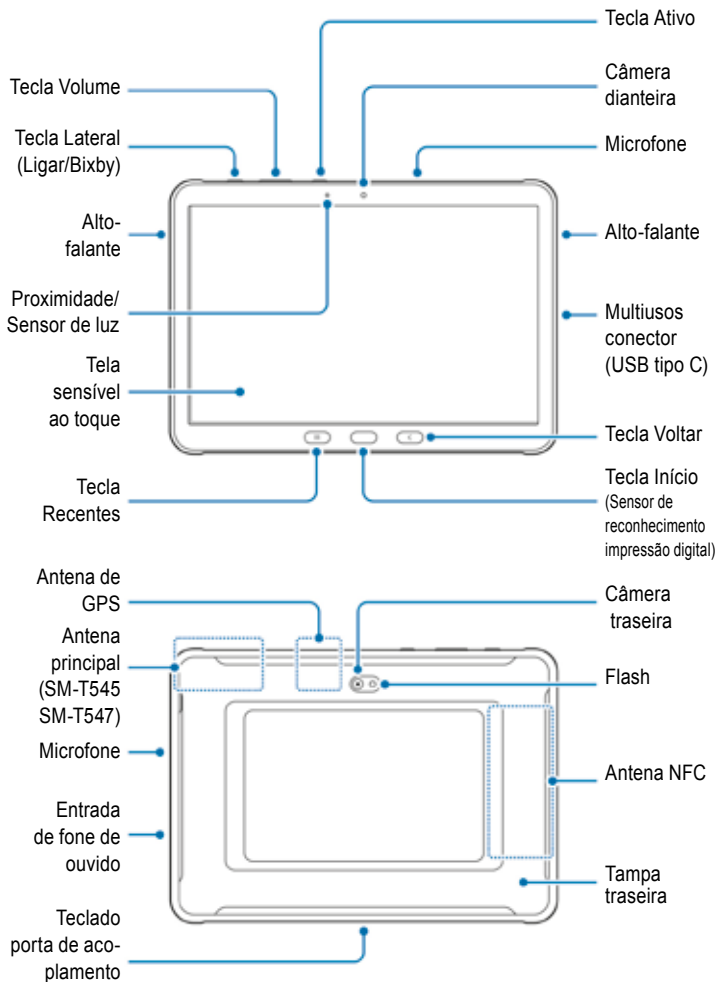 Tecla Ativo
Câmera
dianteira
Tecla Volume
Tecla Lateral
(Ligar/Bixby)
Microfone
Alto-
falante
Alto-falante
Proximidade/
Sensor de luz
Multiusos
conector
(USB tipo C)
Tela
sensível
ao toque
Tecla Voltar
Tecla
Recentes
Tecla Início
(Sensor de
reconhecimento
impressão digital)
Antena de
GPS
Câmera
traseira
Antena
principal
(SM-T545
SM-T547)
Flash
Microfone
Antena NFC
Entrada
de fone de
ouvido
Tampa
traseira
Teclado
porta de aco-
plamento